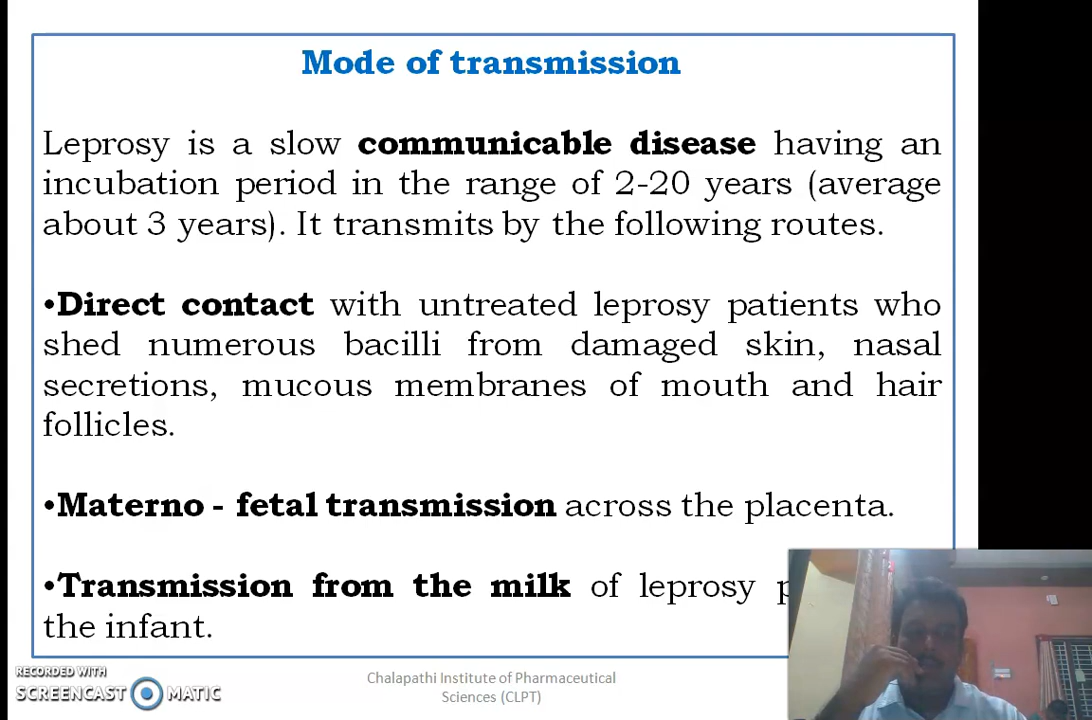 Mode of transmission
Leprosy is a slow communicable disease having an
incubation period in the range of 2-20 years (average
about 3 years). It transmits by the following routes.
•Direct contact with untreated leprosy patients who
shed numerous bacilli from damaged skin, nasal
secretions, mucous membranes of mouth and hair
follicles.
•Materno - fetal transmission across the placenta.
•Transmission from the milk of leprosy
the infant.
RECORDED WITH
SCREENCAST MATIC
Chalapathi Institute of Pharmaceutical
Sciences (CLPT)